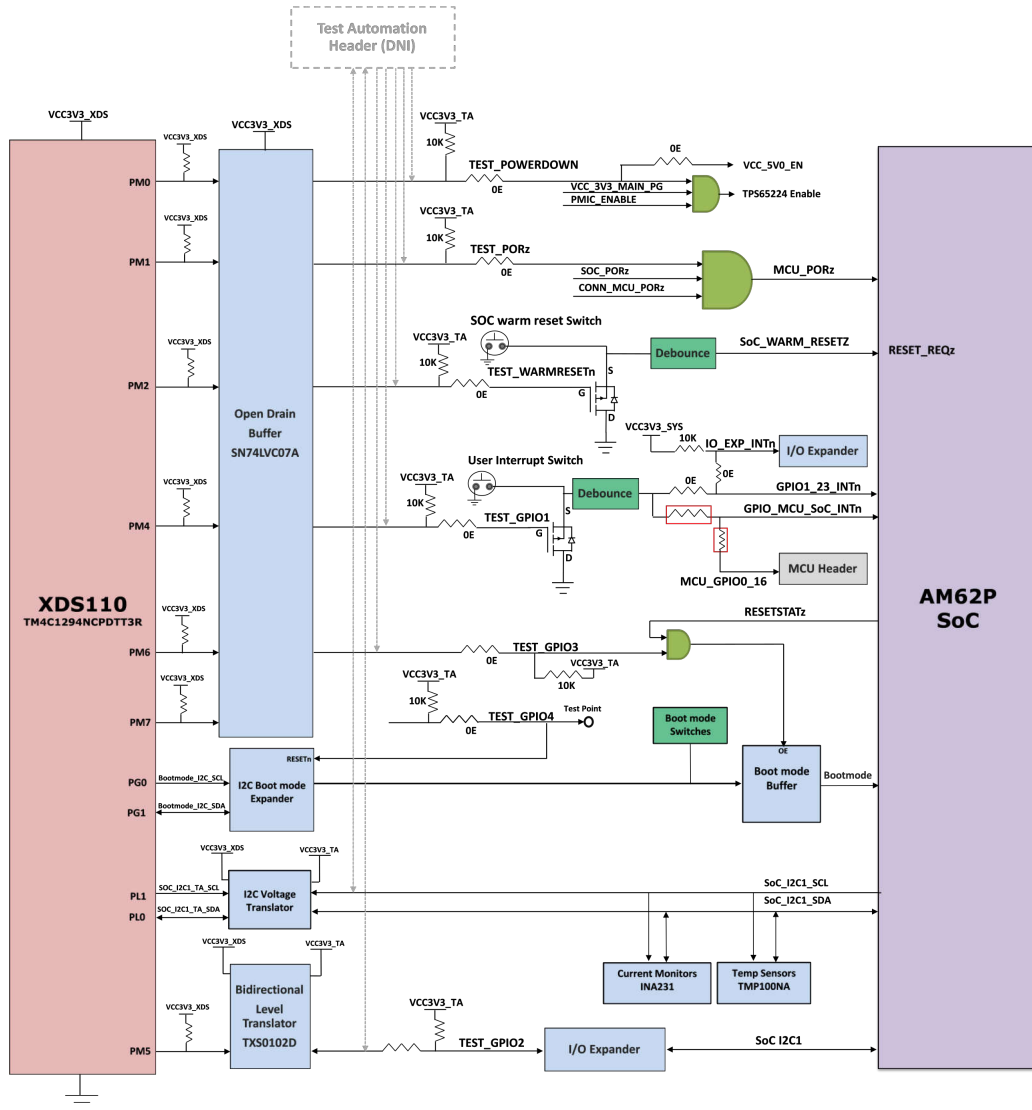 Test Automation
Header (DNI)
VCC3V3_XDS
VCC3V3_XDS
VCC3V3_XDS
VCC3V3_TA
10K
PM0
TEST_POWERDOWN
0E
0E
VCC_5V0_EN
VCC_3V3_MAIN_PG
PMIC_ENABLE
TPS65224 Enable
VCC3V3_XDS
VCC3V3_TA
10K
PM1
TEST_PORz
0E
SOC_PORz
CONN_MCU_PORz
MCU_PORz
SOC warm reset Switch
VCC3V3_XDS
VCC3V3_TA
10K
PM2
TEST_WARMRESETn
0E
G
S
D
Debounce
SoC_WARM_RESETZ
RESET_REQz
Open Drain
Buffer
SN74LVC07A
VCC3V3_SYS
10K
IO_EXP_INTn
I/O Expander
0E
User Interrupt Switch
VCC3V3_XDS
VCC3V3_TA
10K
PM4
TEST_GPIO1
0E
G
S
D
Debounce
0E
GPIO1_23_INTn
GPIO_MCU_SoC_INTn
MCU_GPIO0_16
MCU Header
XDS110
TM4C1294NCPDTT3R
AM62P
SoC
RESETSTATz
VCC3V3_XDS
PM6
TEST_GPIO3
0E
VCC3V3_TA
10K
VCC3V3_XDS
VCC3V3_TA
10K
PM7
TEST_GPIO4
0E
Test Point
Boot mode
Switches
RESETn
I2C Boot mode
Expander
PG0
Bootmode_I2C_SCL
PG1
Bootmode_I2C_SDA
OE
Boot mode
Buffer
Bootmode
VCC3V3_XDS
VCC3V3_TA
PL1
SOC_I2C1_TA_SCL
PL0
SOC_I2C1_TA_SDA
I2C Voltage
Translator
SoC_I2C1_SCL
SoC_I2C1_SDA
Current Monitors
INA231
Temp Sensors
TMP100NA
VCC3V3_XDS
VCC3V3_TA
Bidirectional
Level
Translator
TXS0102D
VCC3V3_XDS
PM5
VCC3V3_TA
TEST_GPIO2
I/O Expander
SoC I2C1